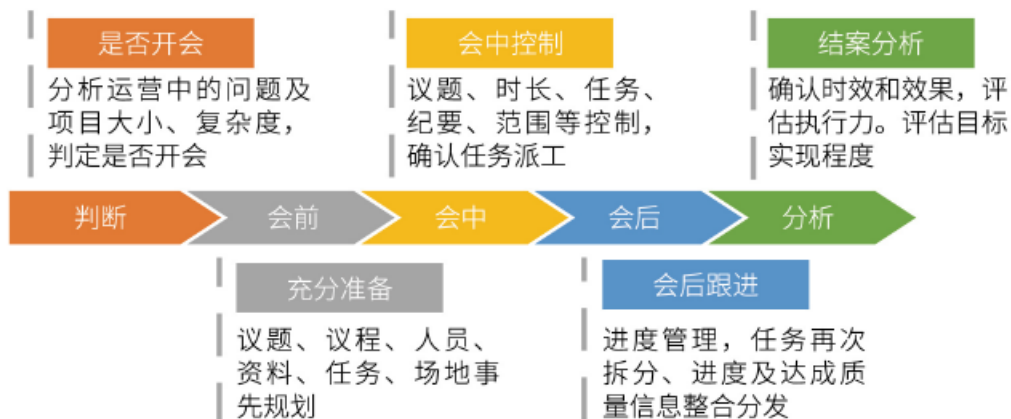 是否开会
分析运营中的问题及
项目大小、复杂度，
判定是否开会
会中控制
议题、时长、任务、
纪要、范围等控制，
确认任务派工
结案分析
确认时效和效果，评
估执行力。评估目标
实现程度
判断
会前
会中
会后
分析
充分准备
议题、议程、人员、
资料、任务、场地事
先规划
会后跟进
进度管理，任务再次
拆分、进度及达成质
量信息整合分发